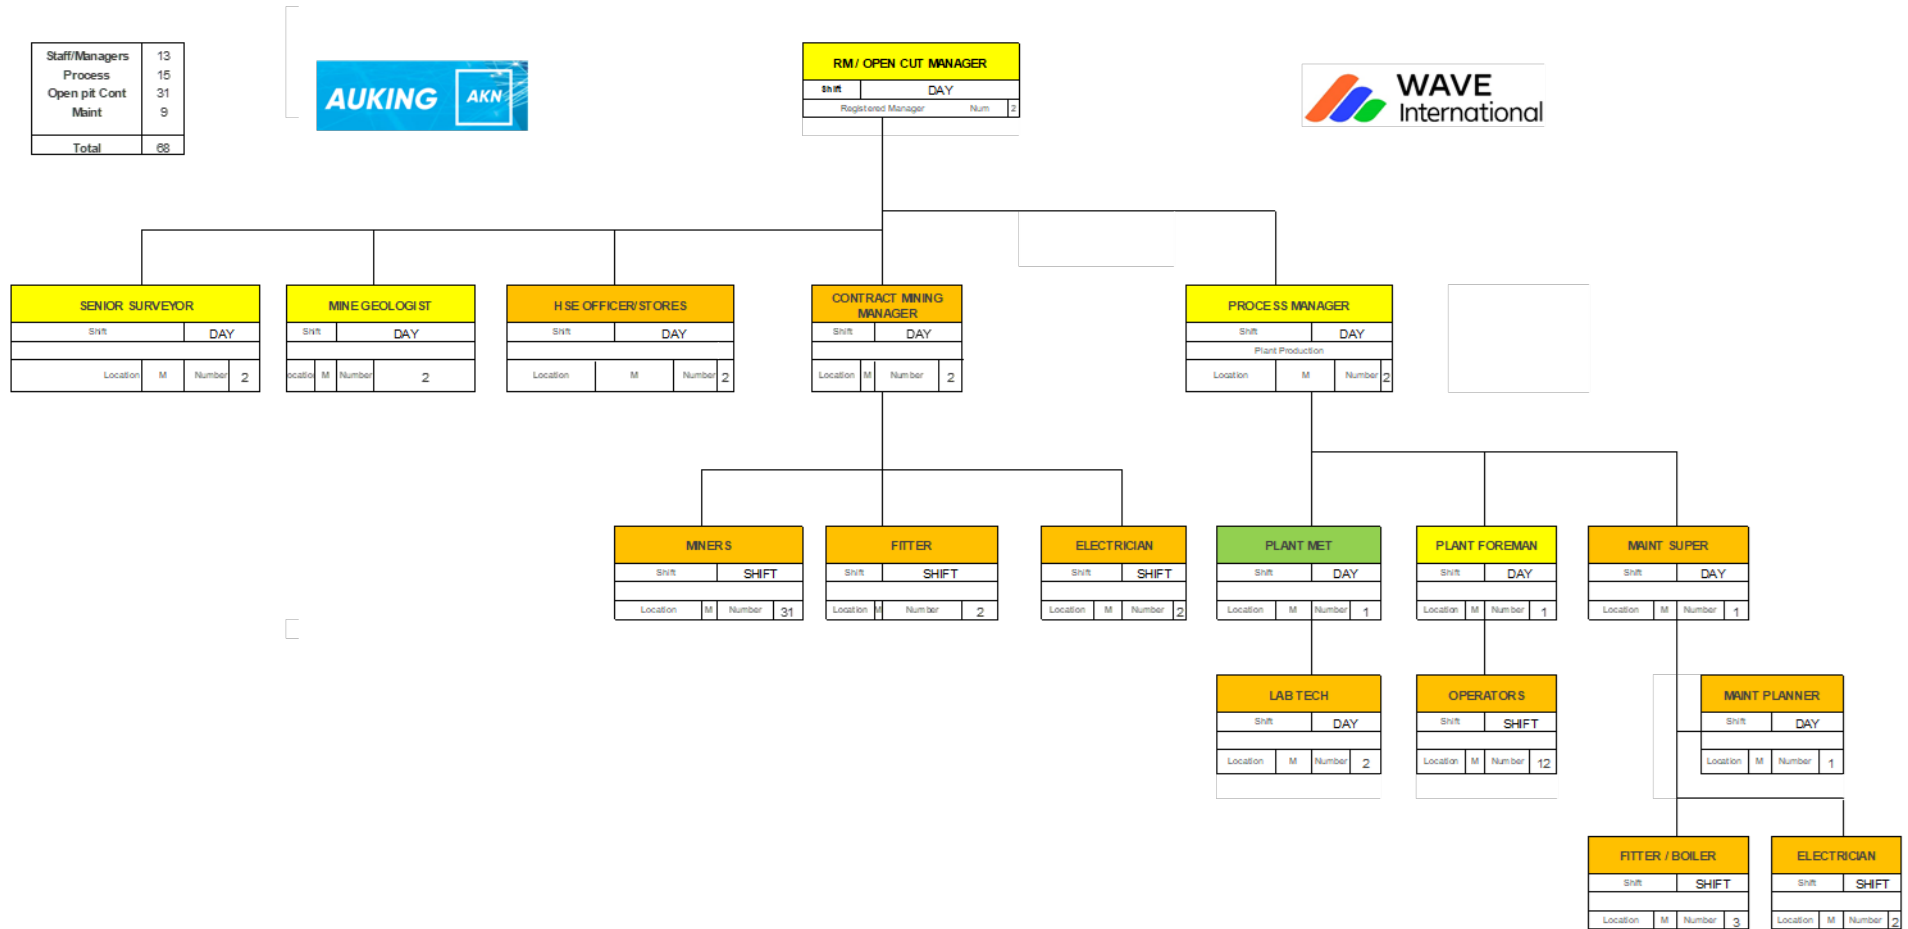 Staff/Managers 13
Process 15
Open pit Cont 31
Maint 9
Total 68
AUKING AKN
RM / OPEN CUT MANAGER
Shift DAY
Registered Manager Num 2
WAVE
International
SENIOR SURVEYOR
Shift DAY
Location M Number 2
MINE GEOLOGIST
Shift DAY
ocatio M Number 2
HSE OFFICER/STORES
Shift DAY
Location M Number 2
CONTRACT MINING
MANAGER
Shift DAY
Location M Number 2
PROCESS MANAGER
Shift DAY
Plant Production
Location M Number 2
MINERS
Shift SHIFT
Location M Number 31
FITTER
Shift SHIFT
Location M Number 2
ELECTRICIAN
Shift SHIFT
Location M Number 2
PLANT MET
Shift DAY
Location M Number 1
PLANT FOREMAN
Shift DAY
Location M Number 1
MAINT SUPER
Shift DAY
Location M Number 1
LAB TECH
Shift DAY
Location M Number 2
OPERATORS
Shift SHIFT
Location M Number 12
MAINT PLANNER
Shift DAY
Location M Number 1
FITTER / BOILER
Shift SHIFT
Location M Number 3
ELECTRICIAN
Shift SHIFT
Location M Number 2